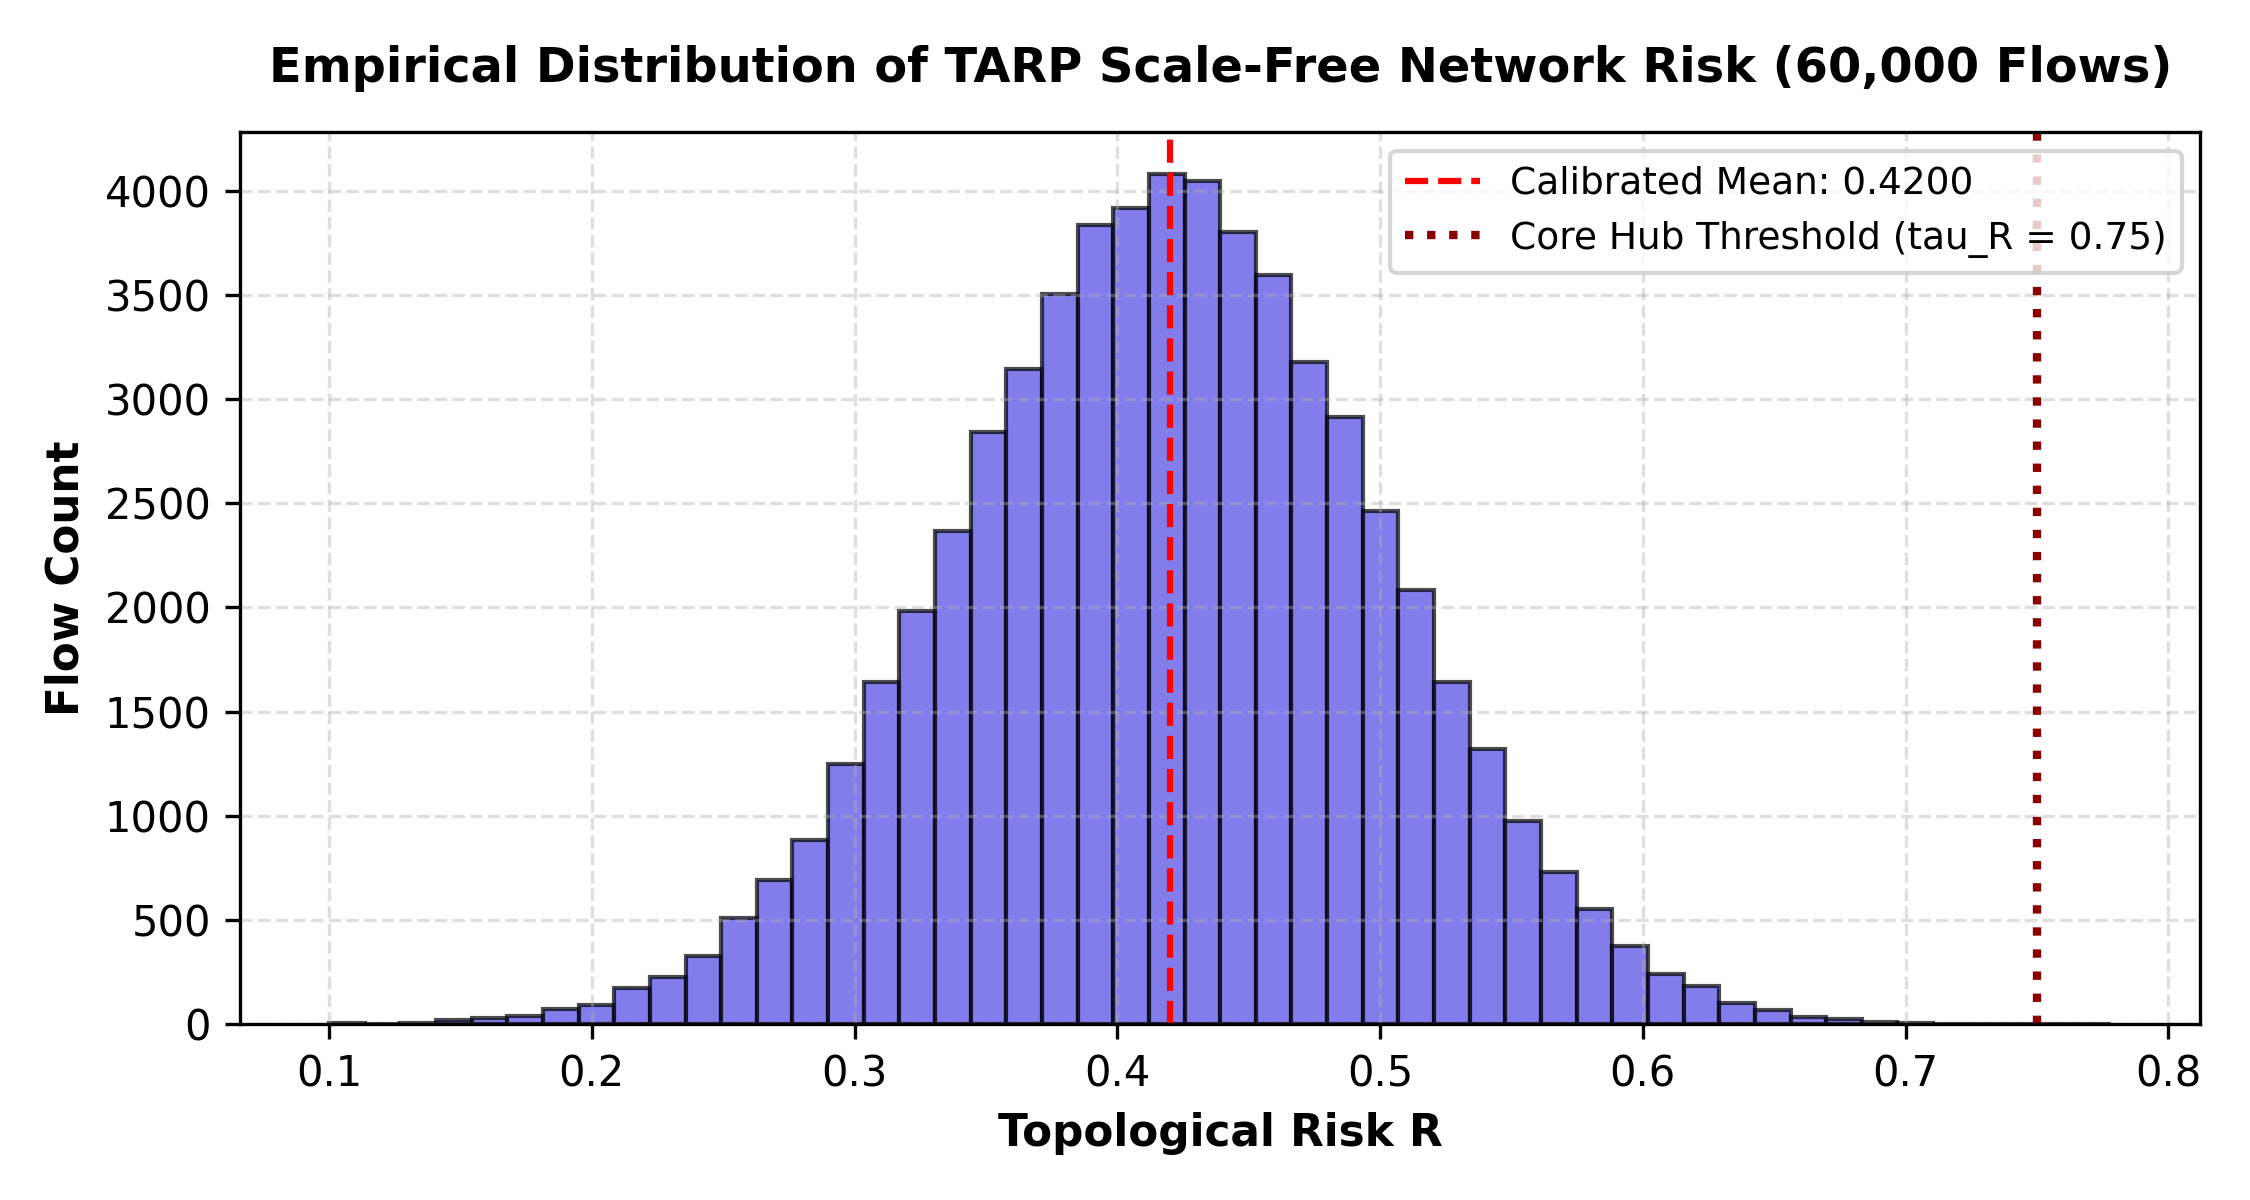 Empirical Distribution of TARP Scale-Free Network Risk (60,000 Flows)
Calibrated Mean: 0.4200
Core Hub Threshold (tau_R = 0.75)
Flow Count
4000
3500
3000
2500
2000
1500
1000
500
0
0.1 0.2 0.3 0.4 0.5 0.6 0.7 0.8
Topological Risk R